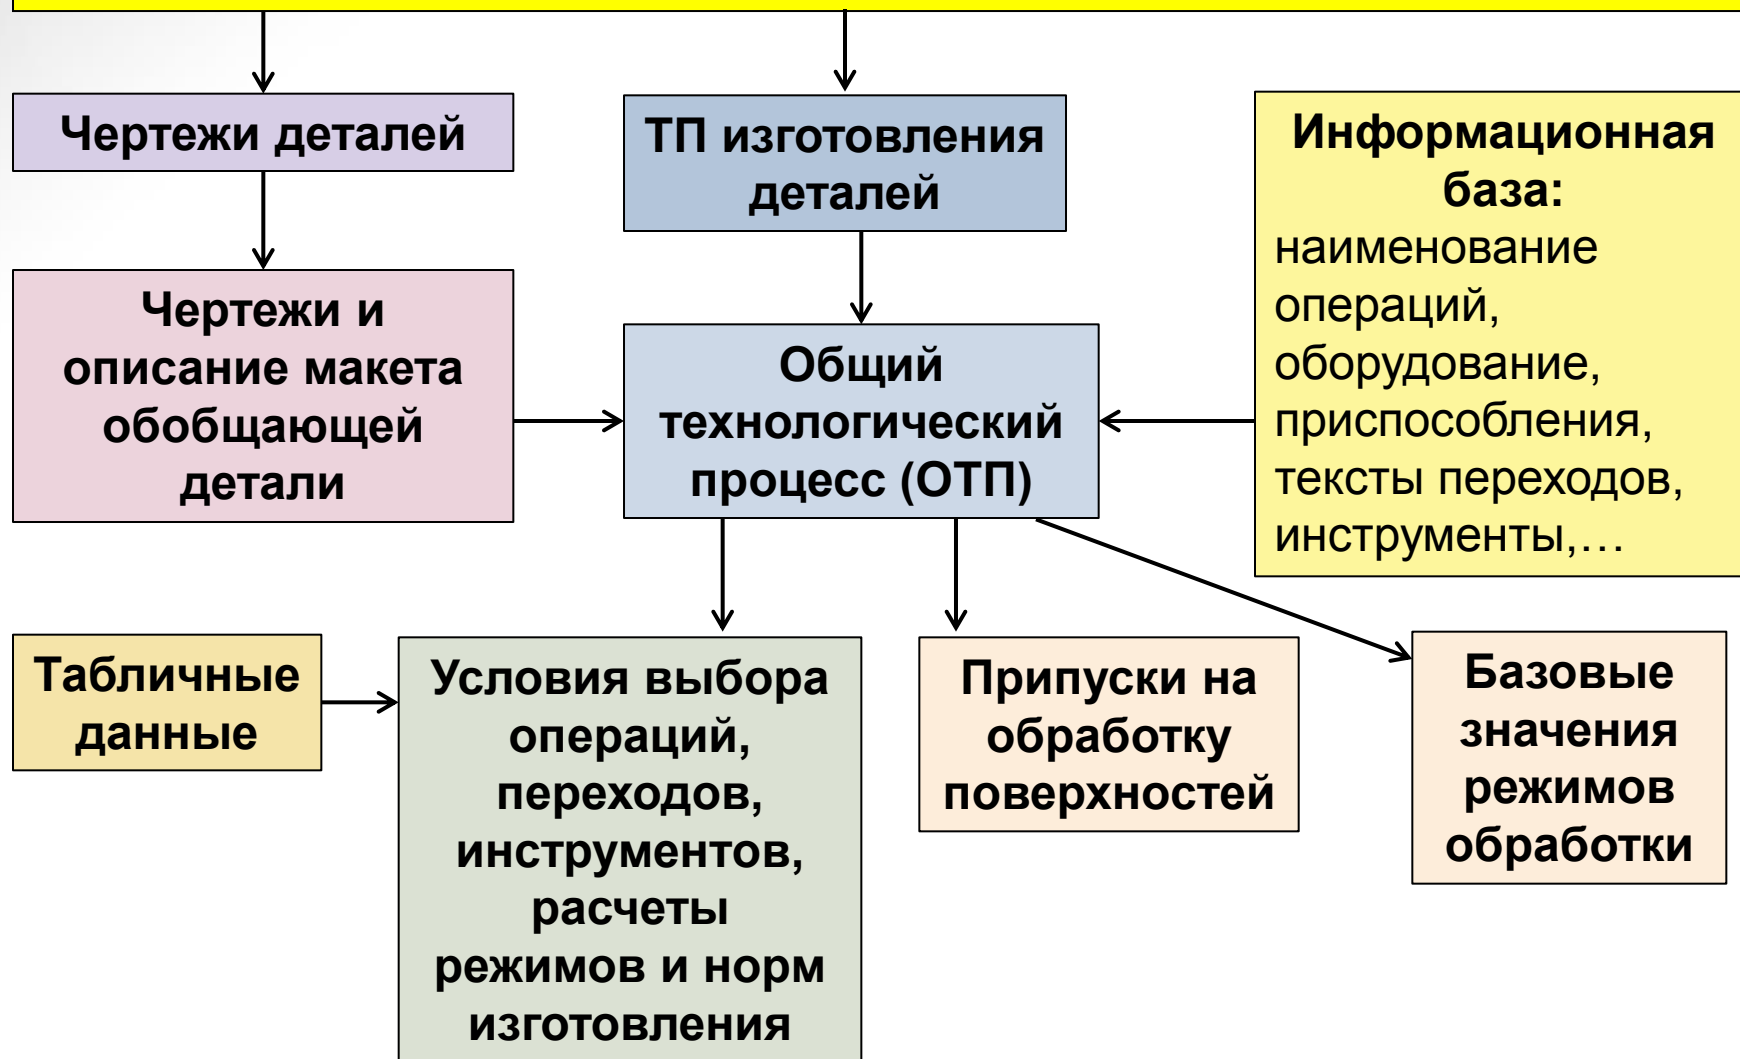 Чертежи деталей
ТП изготовления
деталей
Информационная
база:
наименование
операций,
оборудование,
приспособления,
тексты переходов,
инструменты,…
Чертежи и
описание макета
обобщающей
детали
Общий
технологический
процесс (ОТП)
Табличные
данные
Условия выбора
операций,
переходов,
инструментов,
расчеты
режимов и норм
изготовления
Припуски на
обработку
поверхностей
Базовые
значения
режимов
обработки